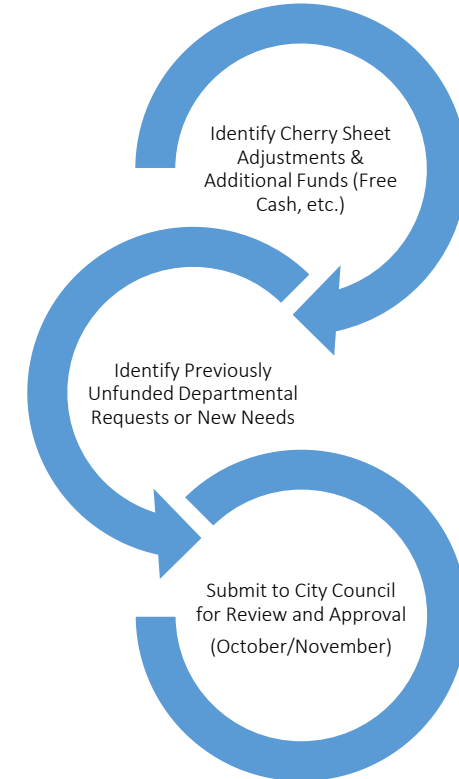 Identify Cherry Sheet
Adjustments &
Additional Funds (Free
Cash, etc.)
Identify Previously
Unfunded Departmental
Requests or New Needs
Submit to City Council
for Review and Approval
(October/November)